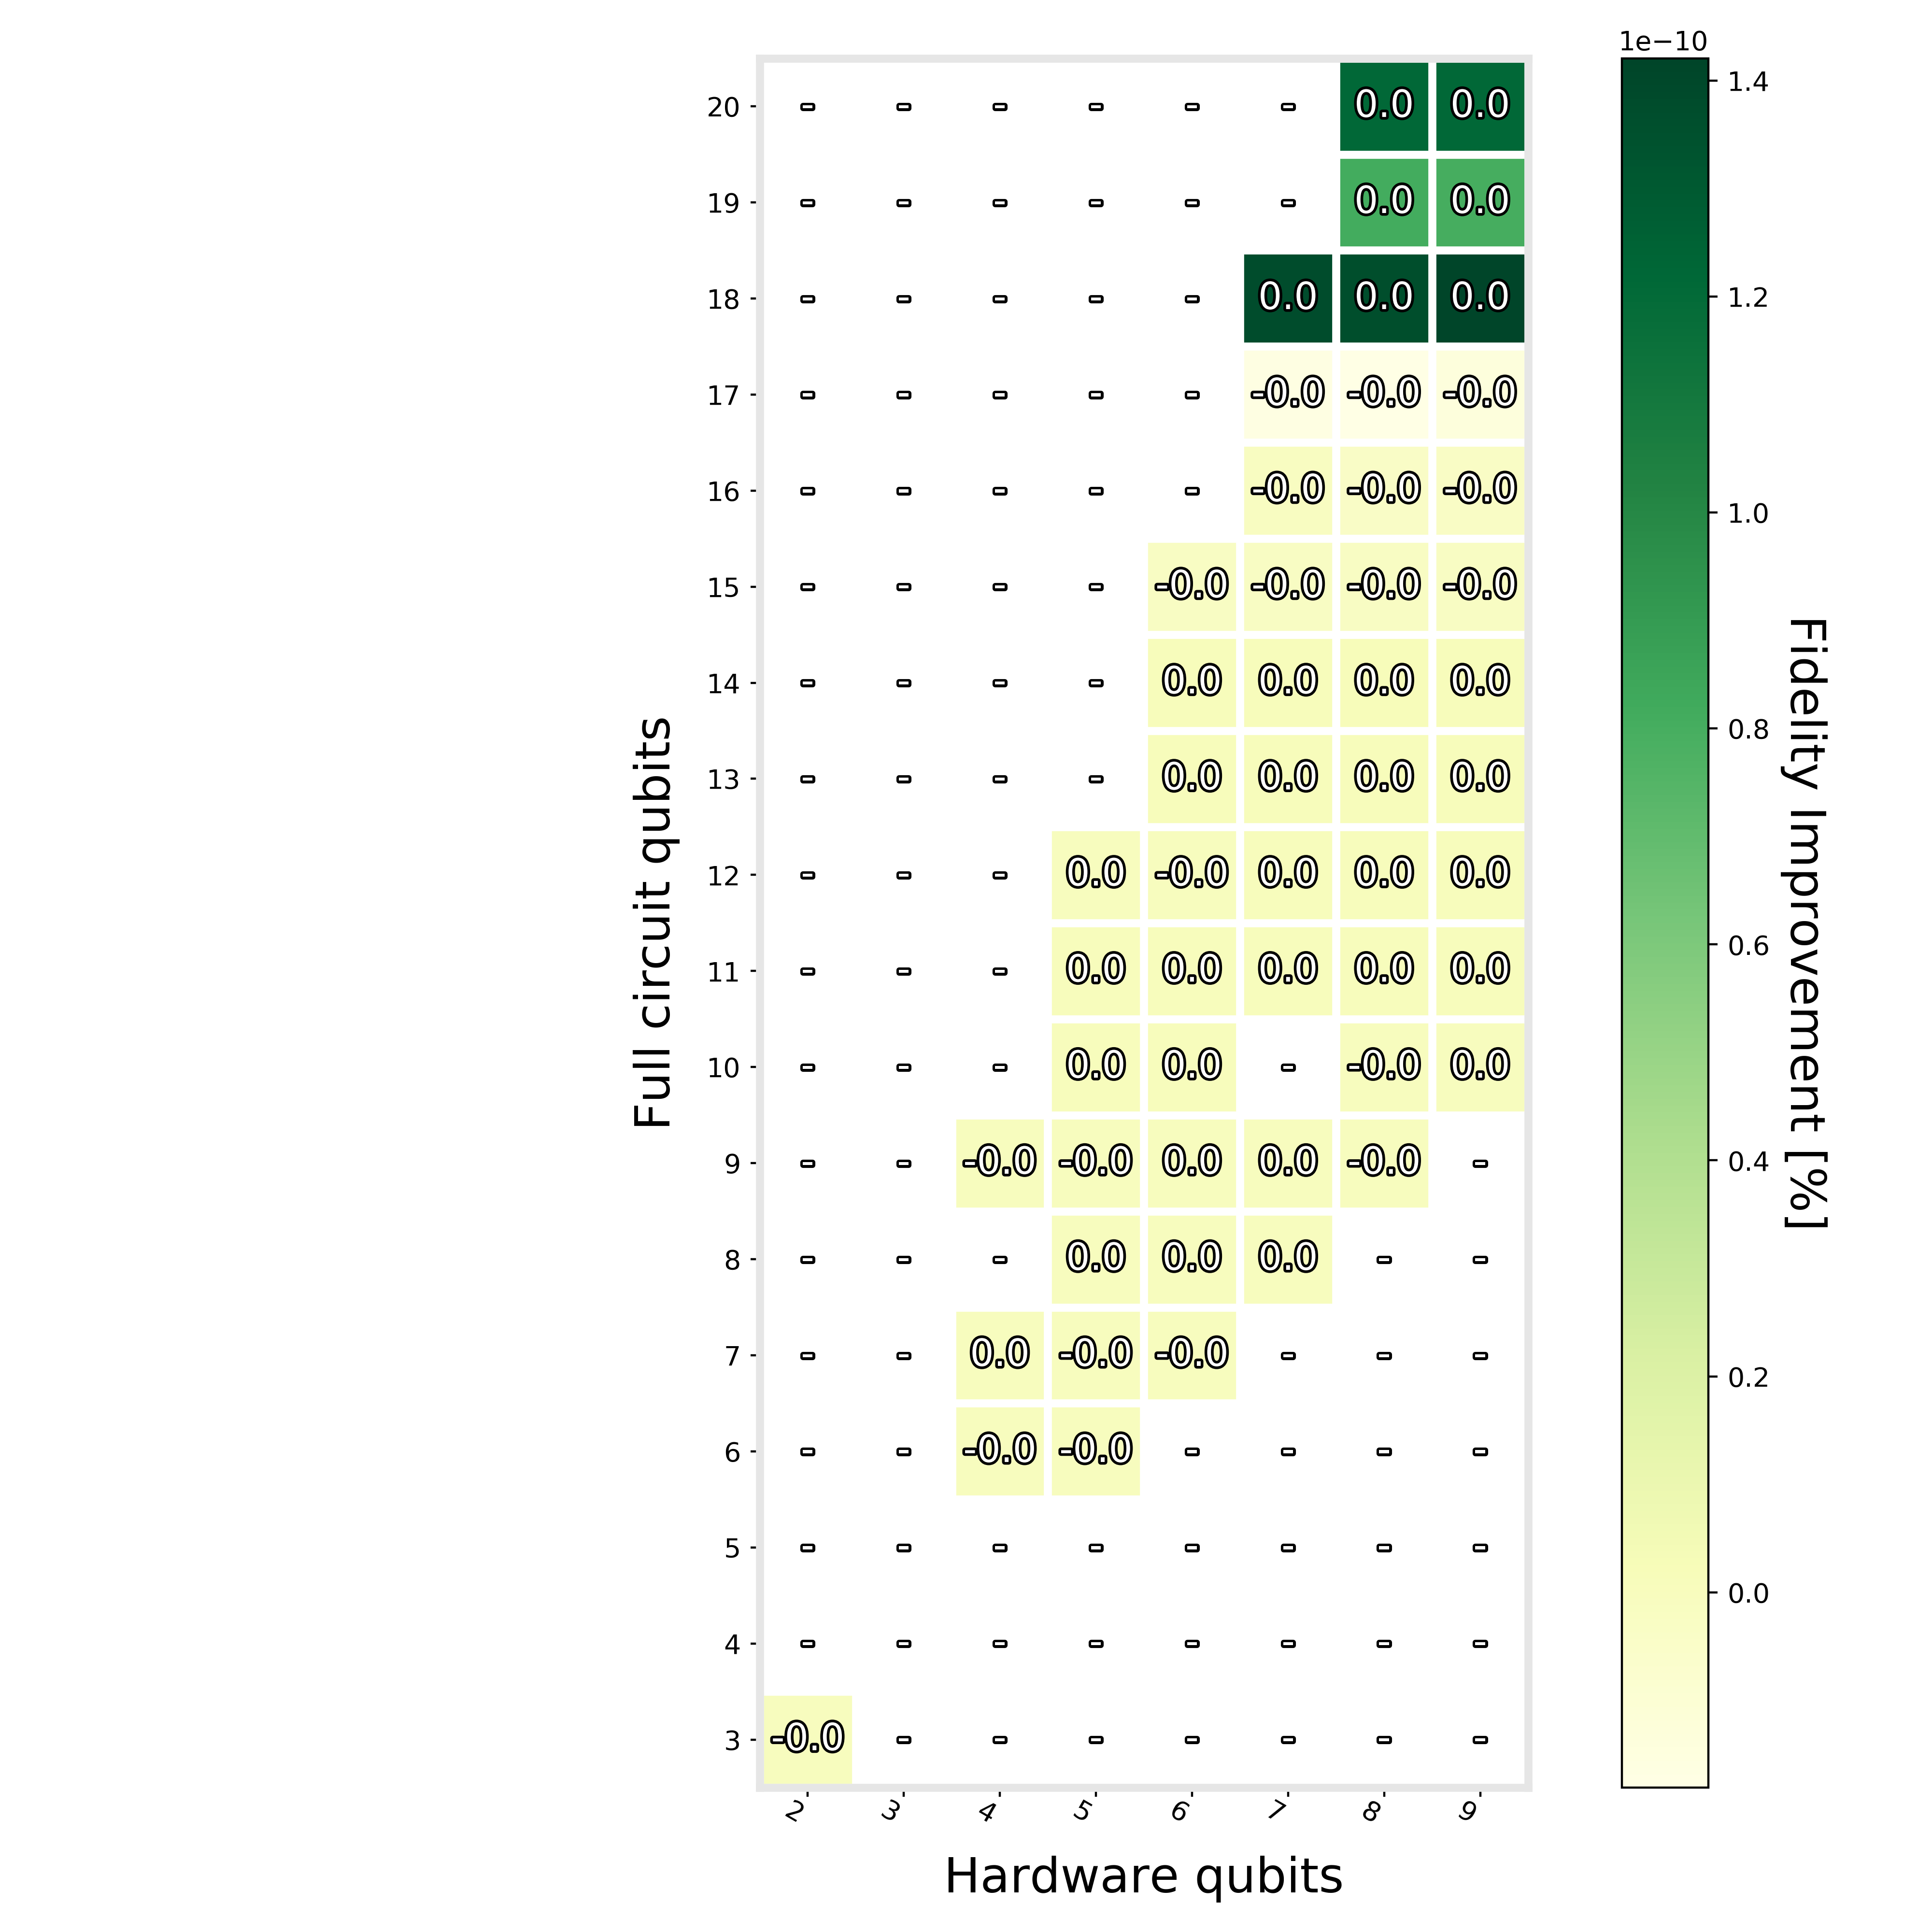 1e−10
20 - - - - - - 0.0 0.0 1.4
19 - - - - - - 0.0 0.0
18 - - - - - 0.0 0.0 0.0 1.2
17 - - - - - -0.0 -0.0 -0.0
16 - - - - - -0.0 -0.0 -0.0 1.0
15 - - - - -0.0 -0.0 -0.0 -0.0
14 - - - - 0.0 0.0 0.0 0.0 0.8
13 - - - - 0.0 0.0 0.0 0.0
12 - - - 0.0 -0.0 0.0 0.0 0.0
11 - - - 0.0 0.0 0.0 0.0 0.0 0.6
10 - - - 0.0 0.0 - -0.0 0.0
9 - - -0.0 -0.0 0.0 0.0 -0.0 - 0.4
8 - - - 0.0 0.0 0.0 - -
7 - - 0.0 -0.0 -0.0 - - - 0.2
6 - - -0.0 -0.0 - - - -
5 - - - - - - - - 0.0
4 - - - - - - - -
3 -0.0 - - - - - - -
2 3 4 5 6 7 8 9
Hardware qubits
Full circuit qubits
Fidelity Improvement [%]